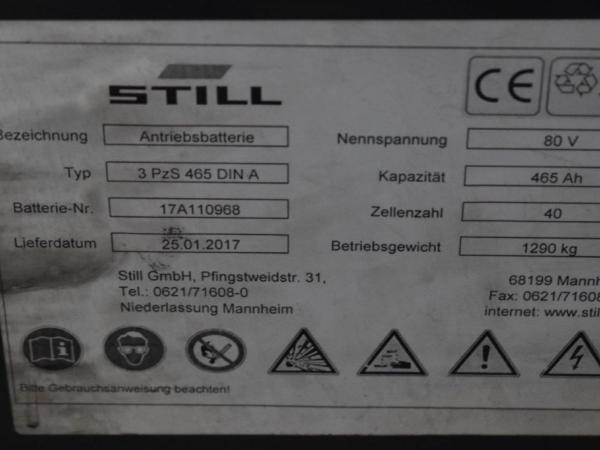 STILL
CE
Bezeichnung Antriebsbatterie Nennspannung 80 V
Typ 3 PzS 465 DIN A Kapazität 465 Ah
Batterie-Nr. 17A110968 Zellenzahl 40
Lieferdatum 25.01.2017 Betriebsgewicht 1290 kg
Still GmbH, Pfingstweidstr. 31, 68199 Mannh
Tel.: 0621/71608-0 Fax: 0621/71608
Niederlassung Mannheim internet: www.stil
Bitte Gebrauchsanweisung beachten!